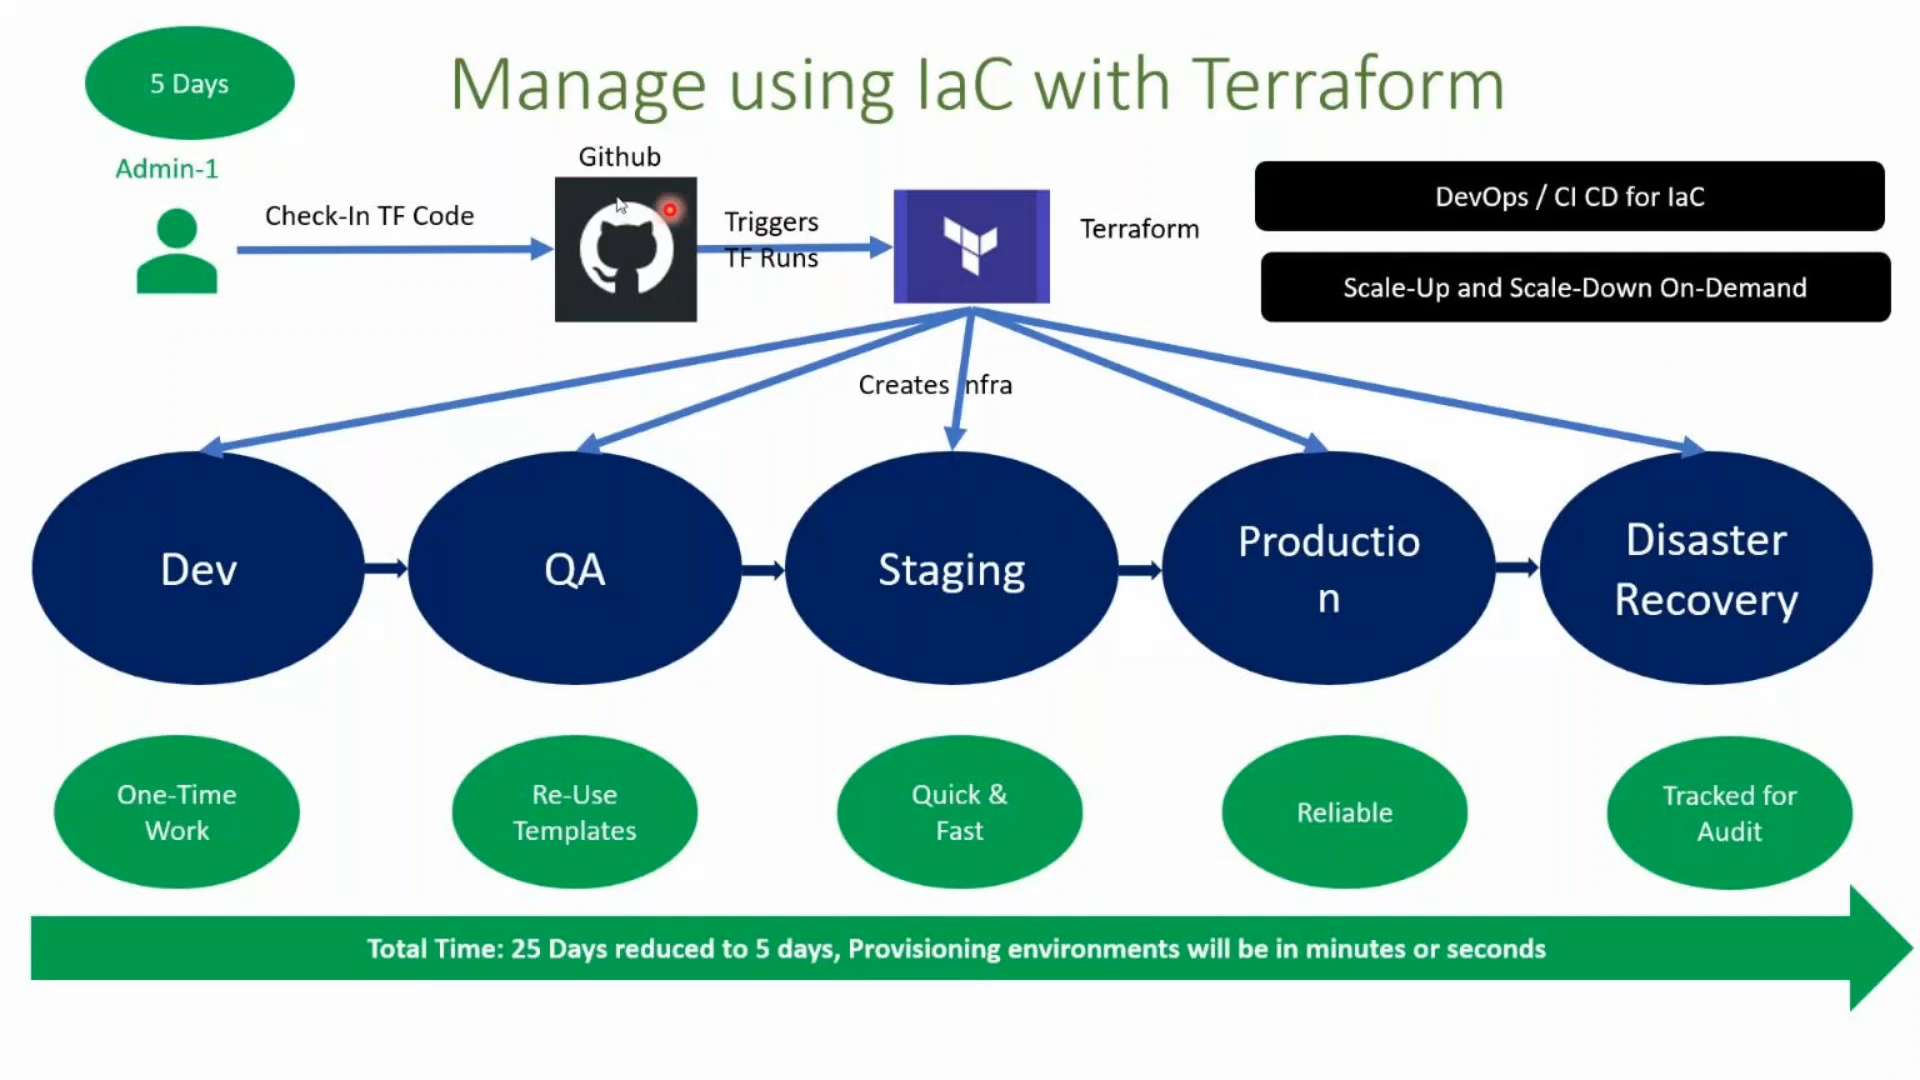 5 Days
Manage using IaC with Terraform
Admin-1
Github
Check-In TF Code
Triggers
TF Runs
Terraform
DevOps / CI CD for IaC
Scale-Up and Scale-Down On-Demand
Creates Infra
Dev
QA
Staging
Productio
n
Disaster
Recovery
One-Time
Work
Re-Use
Templates
Quick &
Fast
Reliable
Tracked for
Audit
Total Time: 25 Days reduced to 5 days, Provisioning environments will be in minutes or seconds